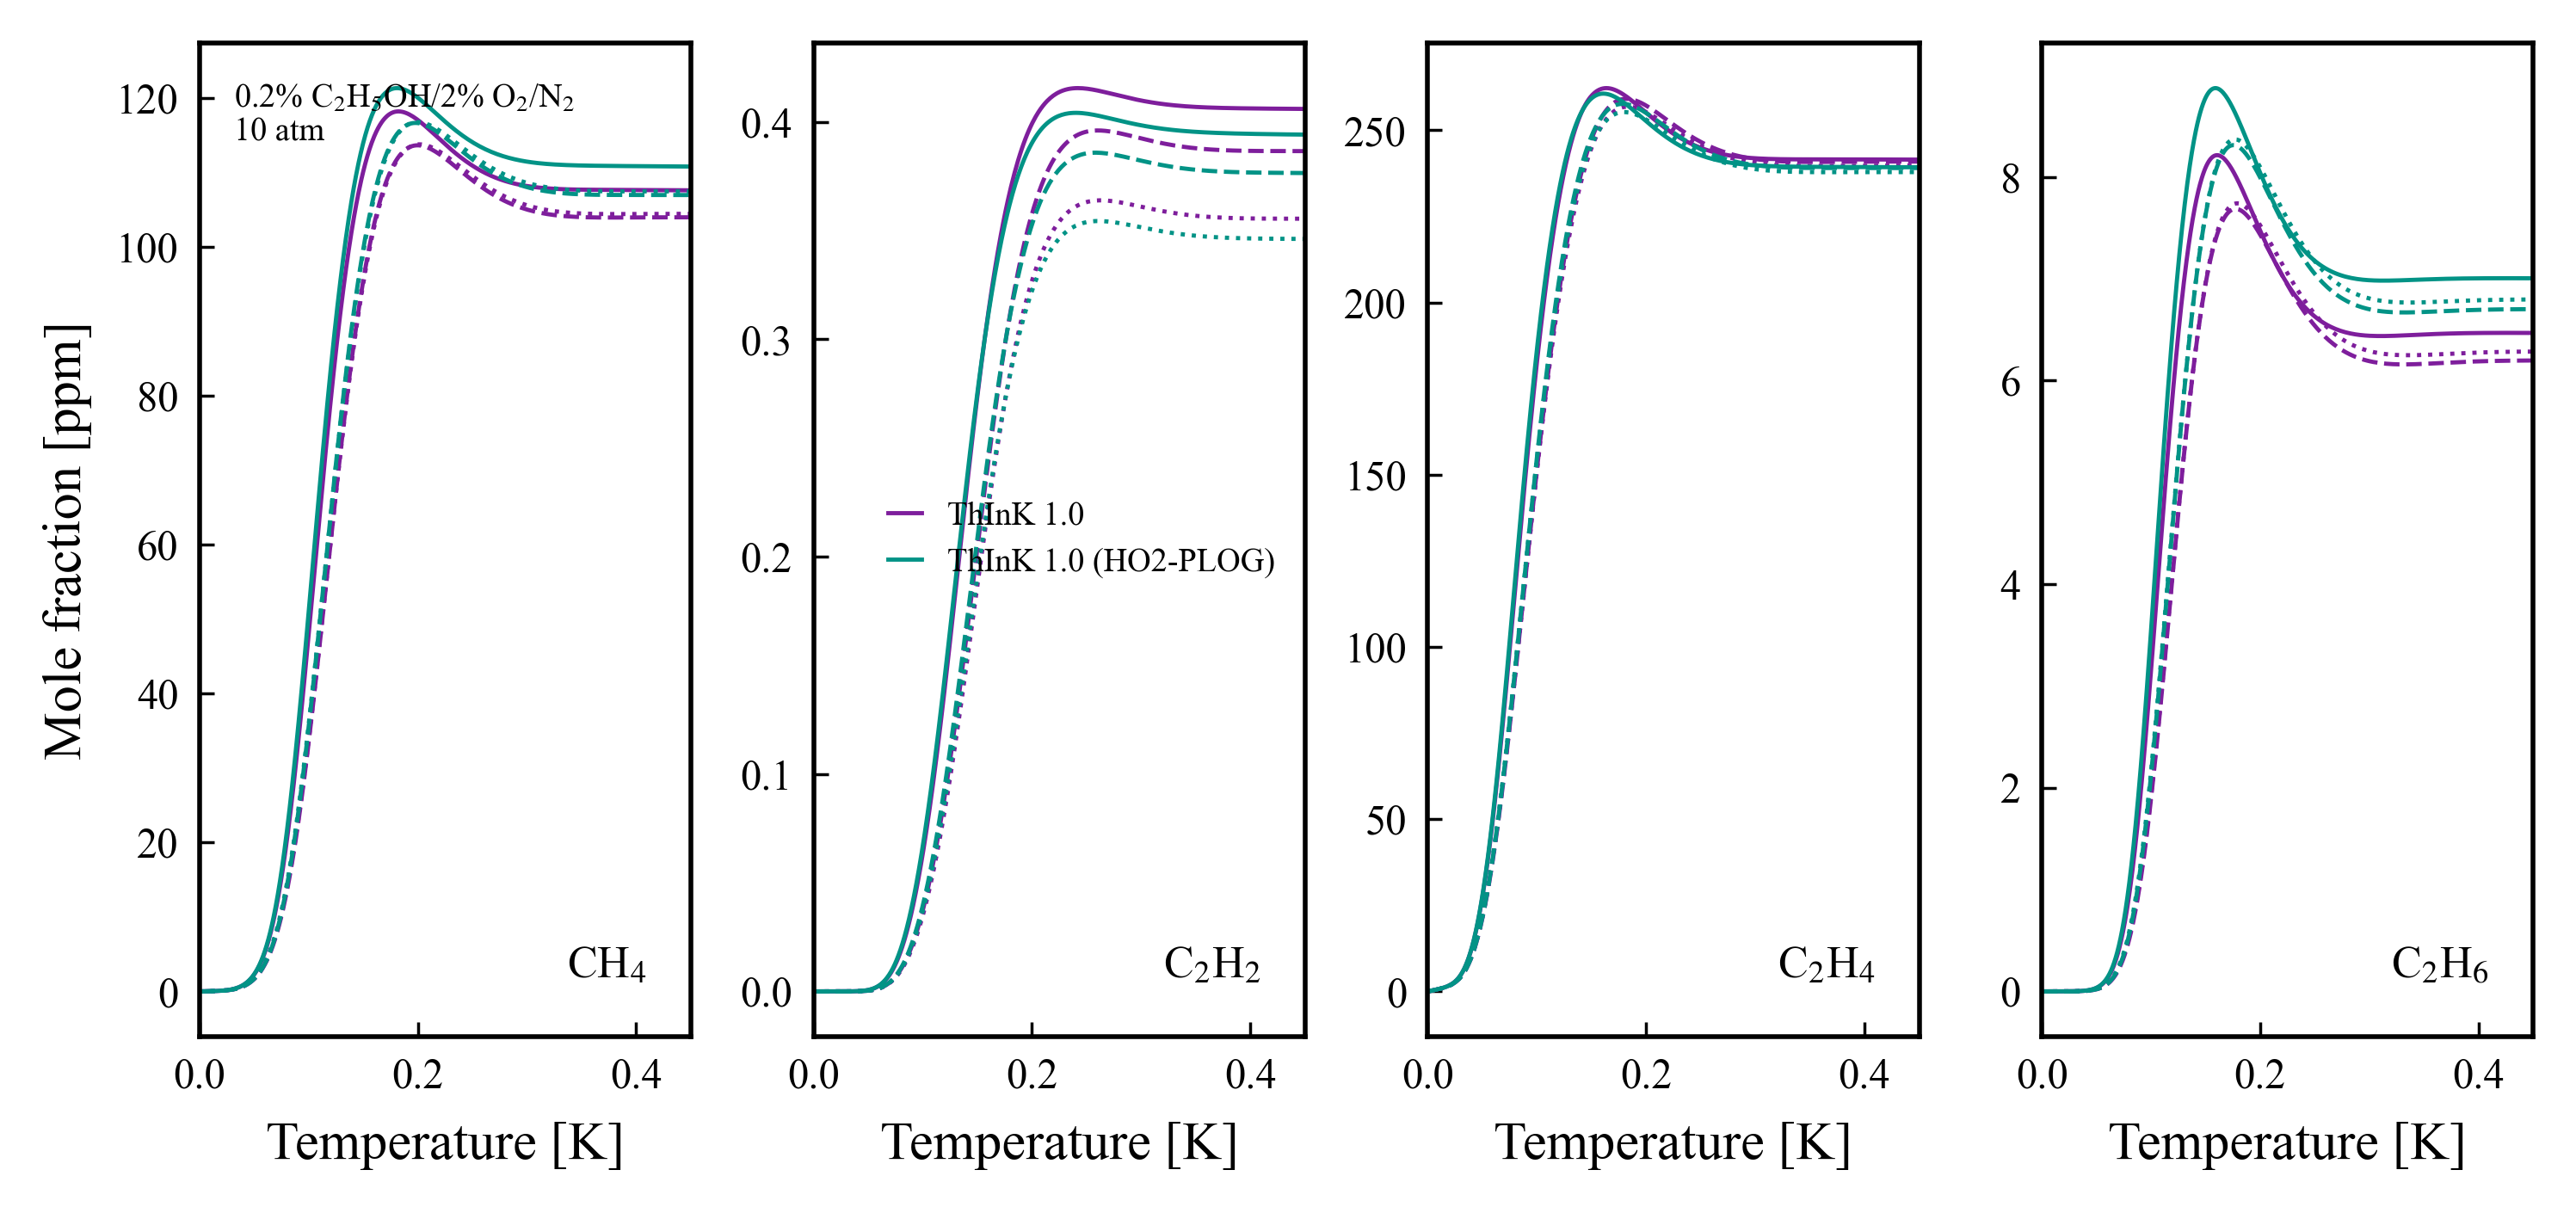 Mole fraction [ppm]
120
100
80
60
40
20
0
0.2% C₂H₅OH/2% O₂/N₂
10 atm
CH₄
0.0
0.2
0.4
Temperature [K]
0.4
0.3
0.2
0.1
0.0
ThInK 1.0
ThInK 1.0 (HO2-PLOG)
C₂H₂
0.0
0.2
0.4
Temperature [K]
250
200
150
100
50
0
C₂H₄
0.0
0.2
0.4
Temperature [K]
8
6
4
2
0
C₂H₆
0.0
0.2
0.4
Temperature [K]